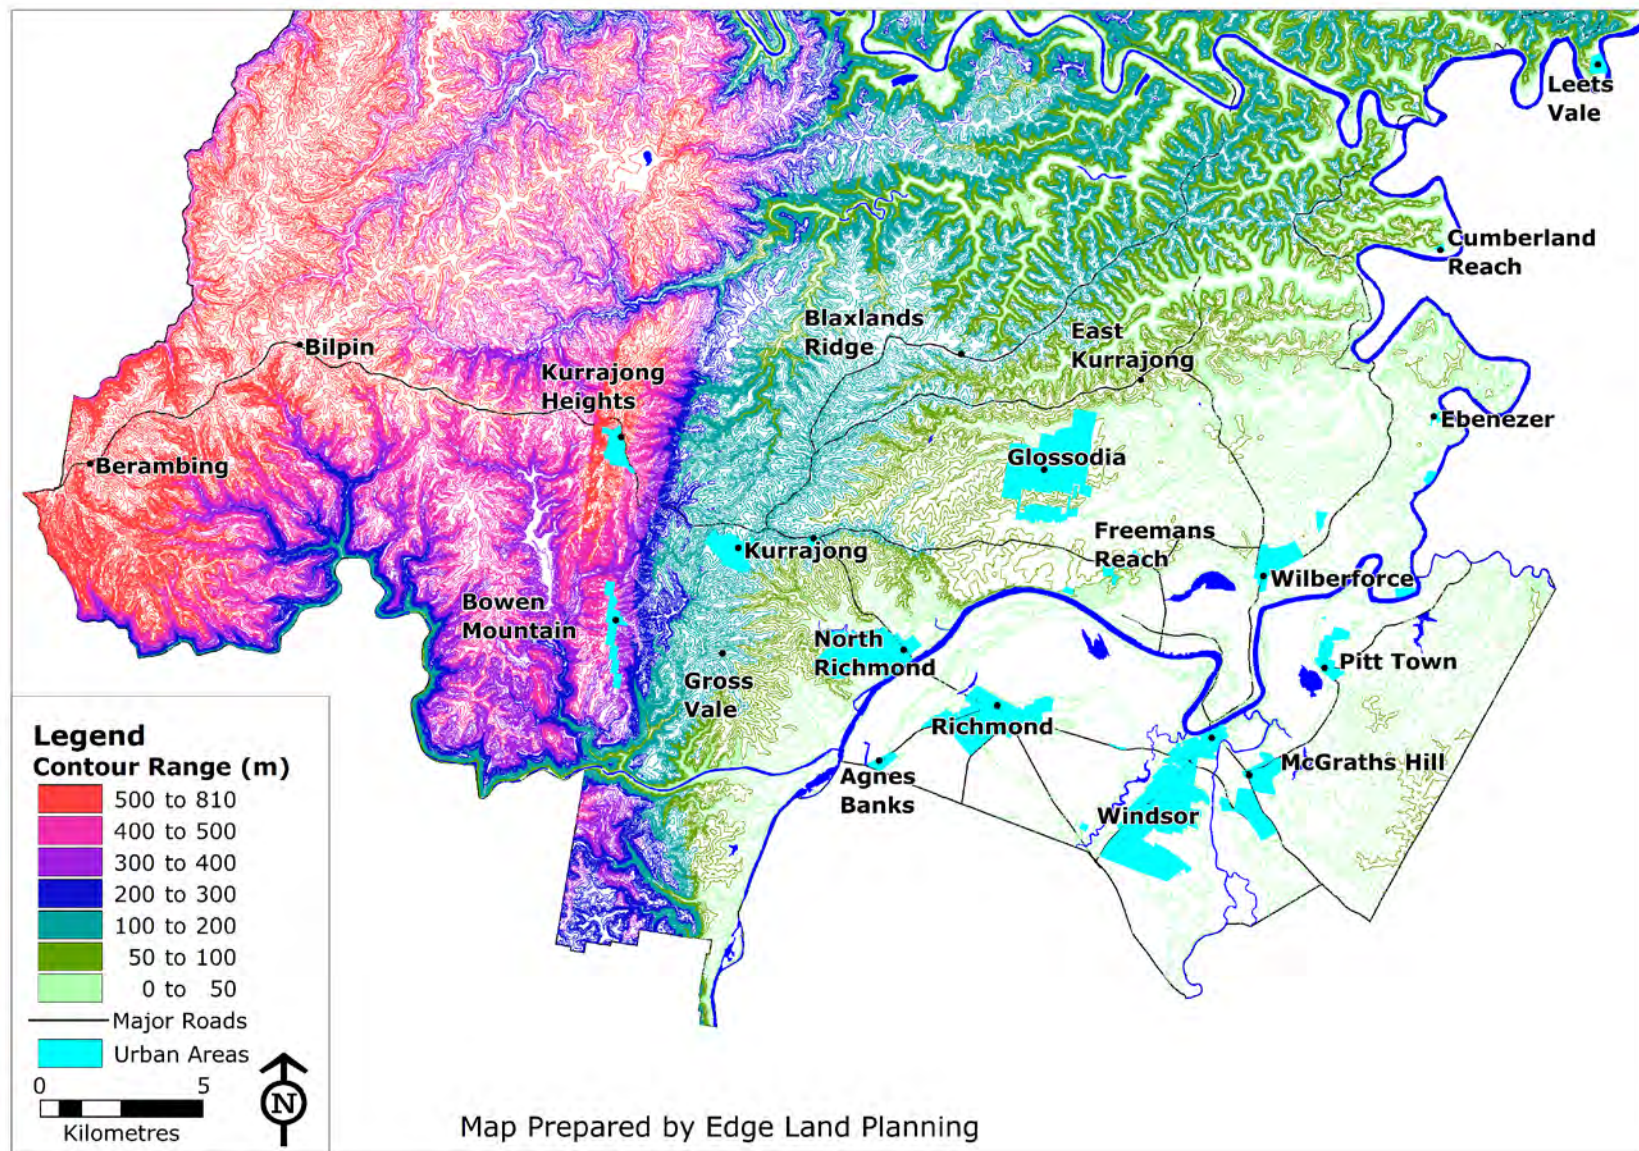 Leets
Vale
Cumberland
Reach
Blaxlands
Ridge
East
Kurrajong
Bilpin
Kurrajong
Heights
Ebenezer
Berambing
Glossodia
Freemans
Reach
Kurrajong
Wilberforce
Bowen
Mountain
North
Richmond
Pitt Town
Gross
Vale
Richmond
McGraths Hill
Agnes
Banks
Windsor
Legend
Contour Range (m)
500 to 810
400 to 500
300 to 400
200 to 300
100 to 200
50 to 100
0 to 50
Major Roads
Urban Areas
0 5
Kilometres
N
Map Prepared by Edge Land Planning